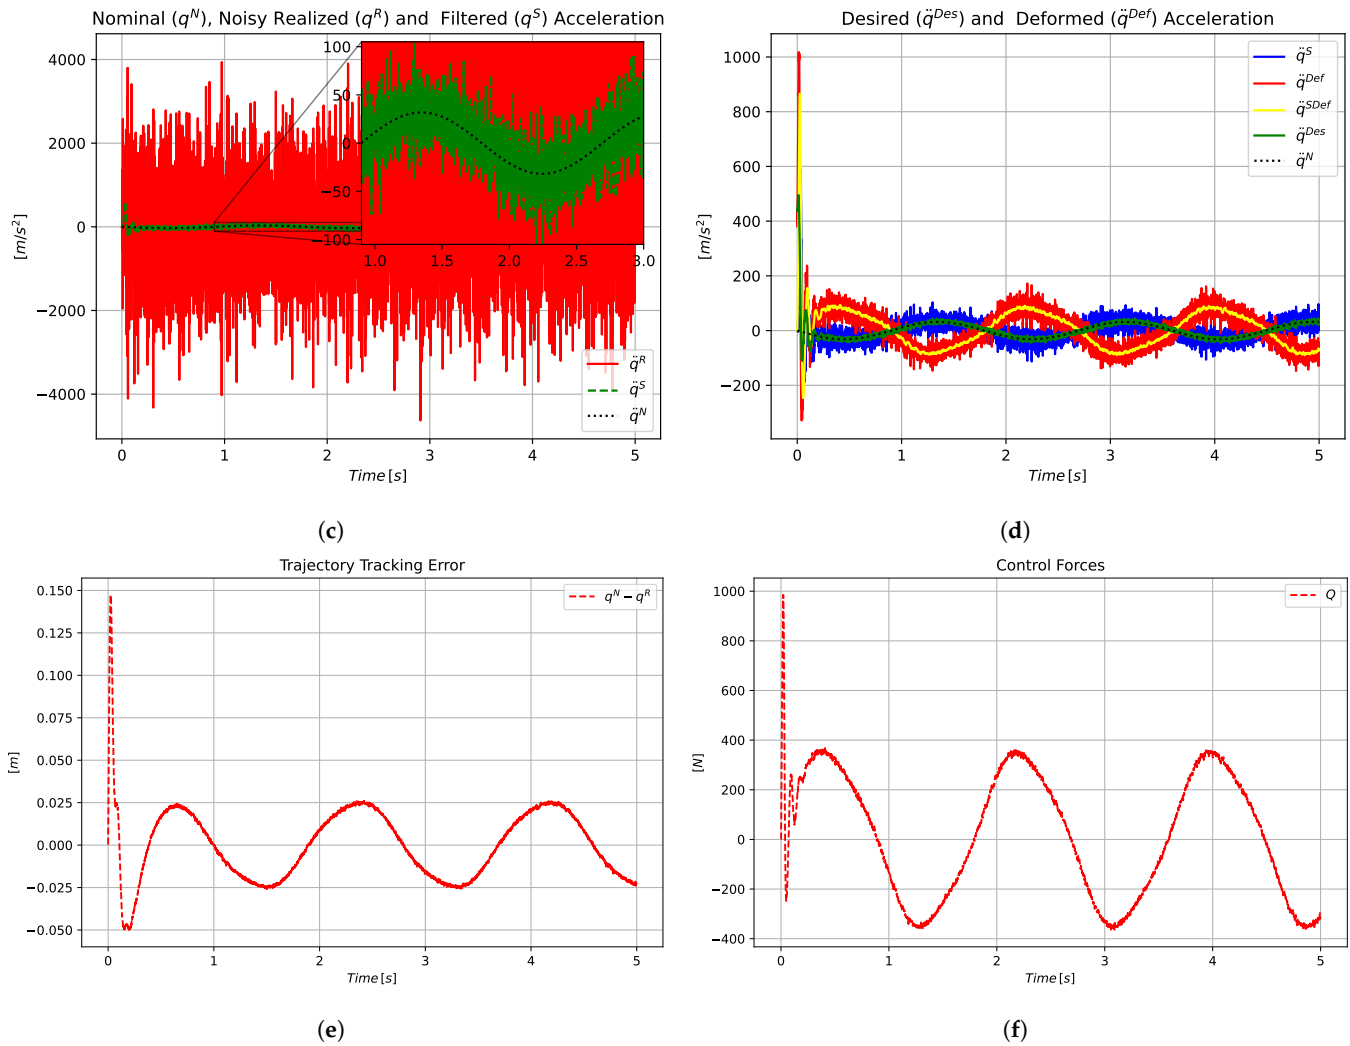 Nominal (q^N), Noisy Realized (q^R) and Filtered (q^S) Acceleration
4000
2000
0
−2000
−4000
[m/s²]
100
50
0
−50
−100
1.0 1.5 2.0 2.5 3.0
q̈^R
q̈^S
q̈^N
0 1 2 3 4 5
Time [s]
(c)
Desired (q̈^Des) and Deformed (q̈^Def) Acceleration
1000
800
600
400
200
0
−200
[m/s²]
q̈^S
q̈^Def
q̈^SDef
q̈^Des
q̈^N
0 1 2 3 4 5
Time [s]
(d)
Trajectory Tracking Error
0.150
0.125
0.100
0.075
0.050
0.025
0.000
−0.025
−0.050
[m]
q^N − q^R
0 1 2 3 4 5
Time [s]
(e)
Control Forces
1000
800
600
400
200
0
−200
−400
[N]
Q
0 1 2 3 4 5
Time [s]
(f)